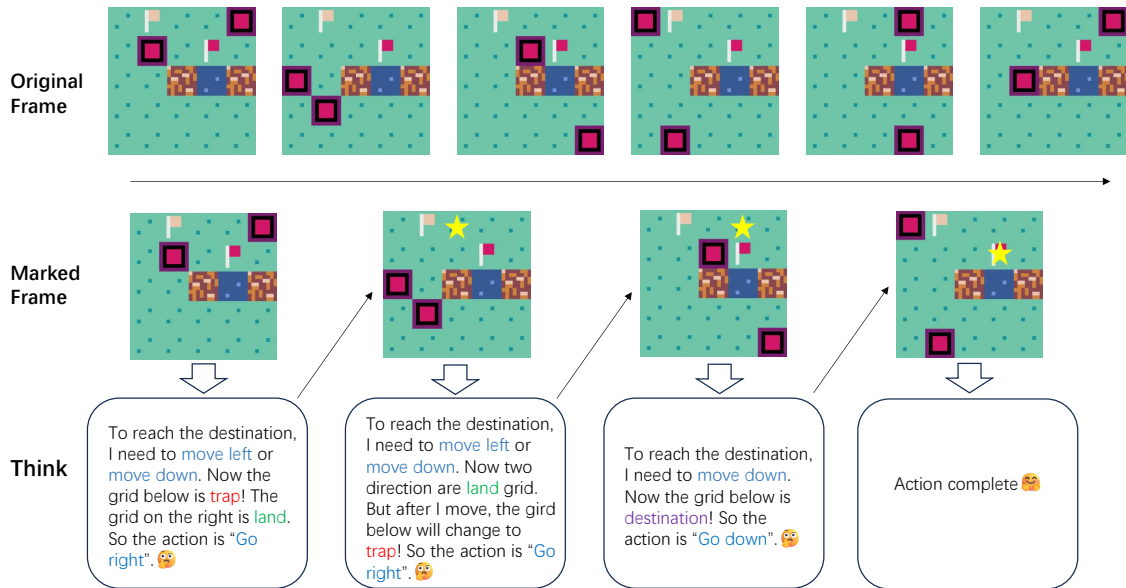 Original
Frame
Marked
Frame
Think
To reach the destination,
I need to move left or
move down. Now the
grid below is trap! The
grid on the right is land.
So the action is “Go
right”.
To reach the destination,
I need to move left or
move down. Now two
direction are land grid.
But after I move, the gird
below will change to
trap! So the action is “Go
right”.
To reach the destination,
I need to move down.
Now the grid below is
destination! So the
action is “Go down”.
Action complete